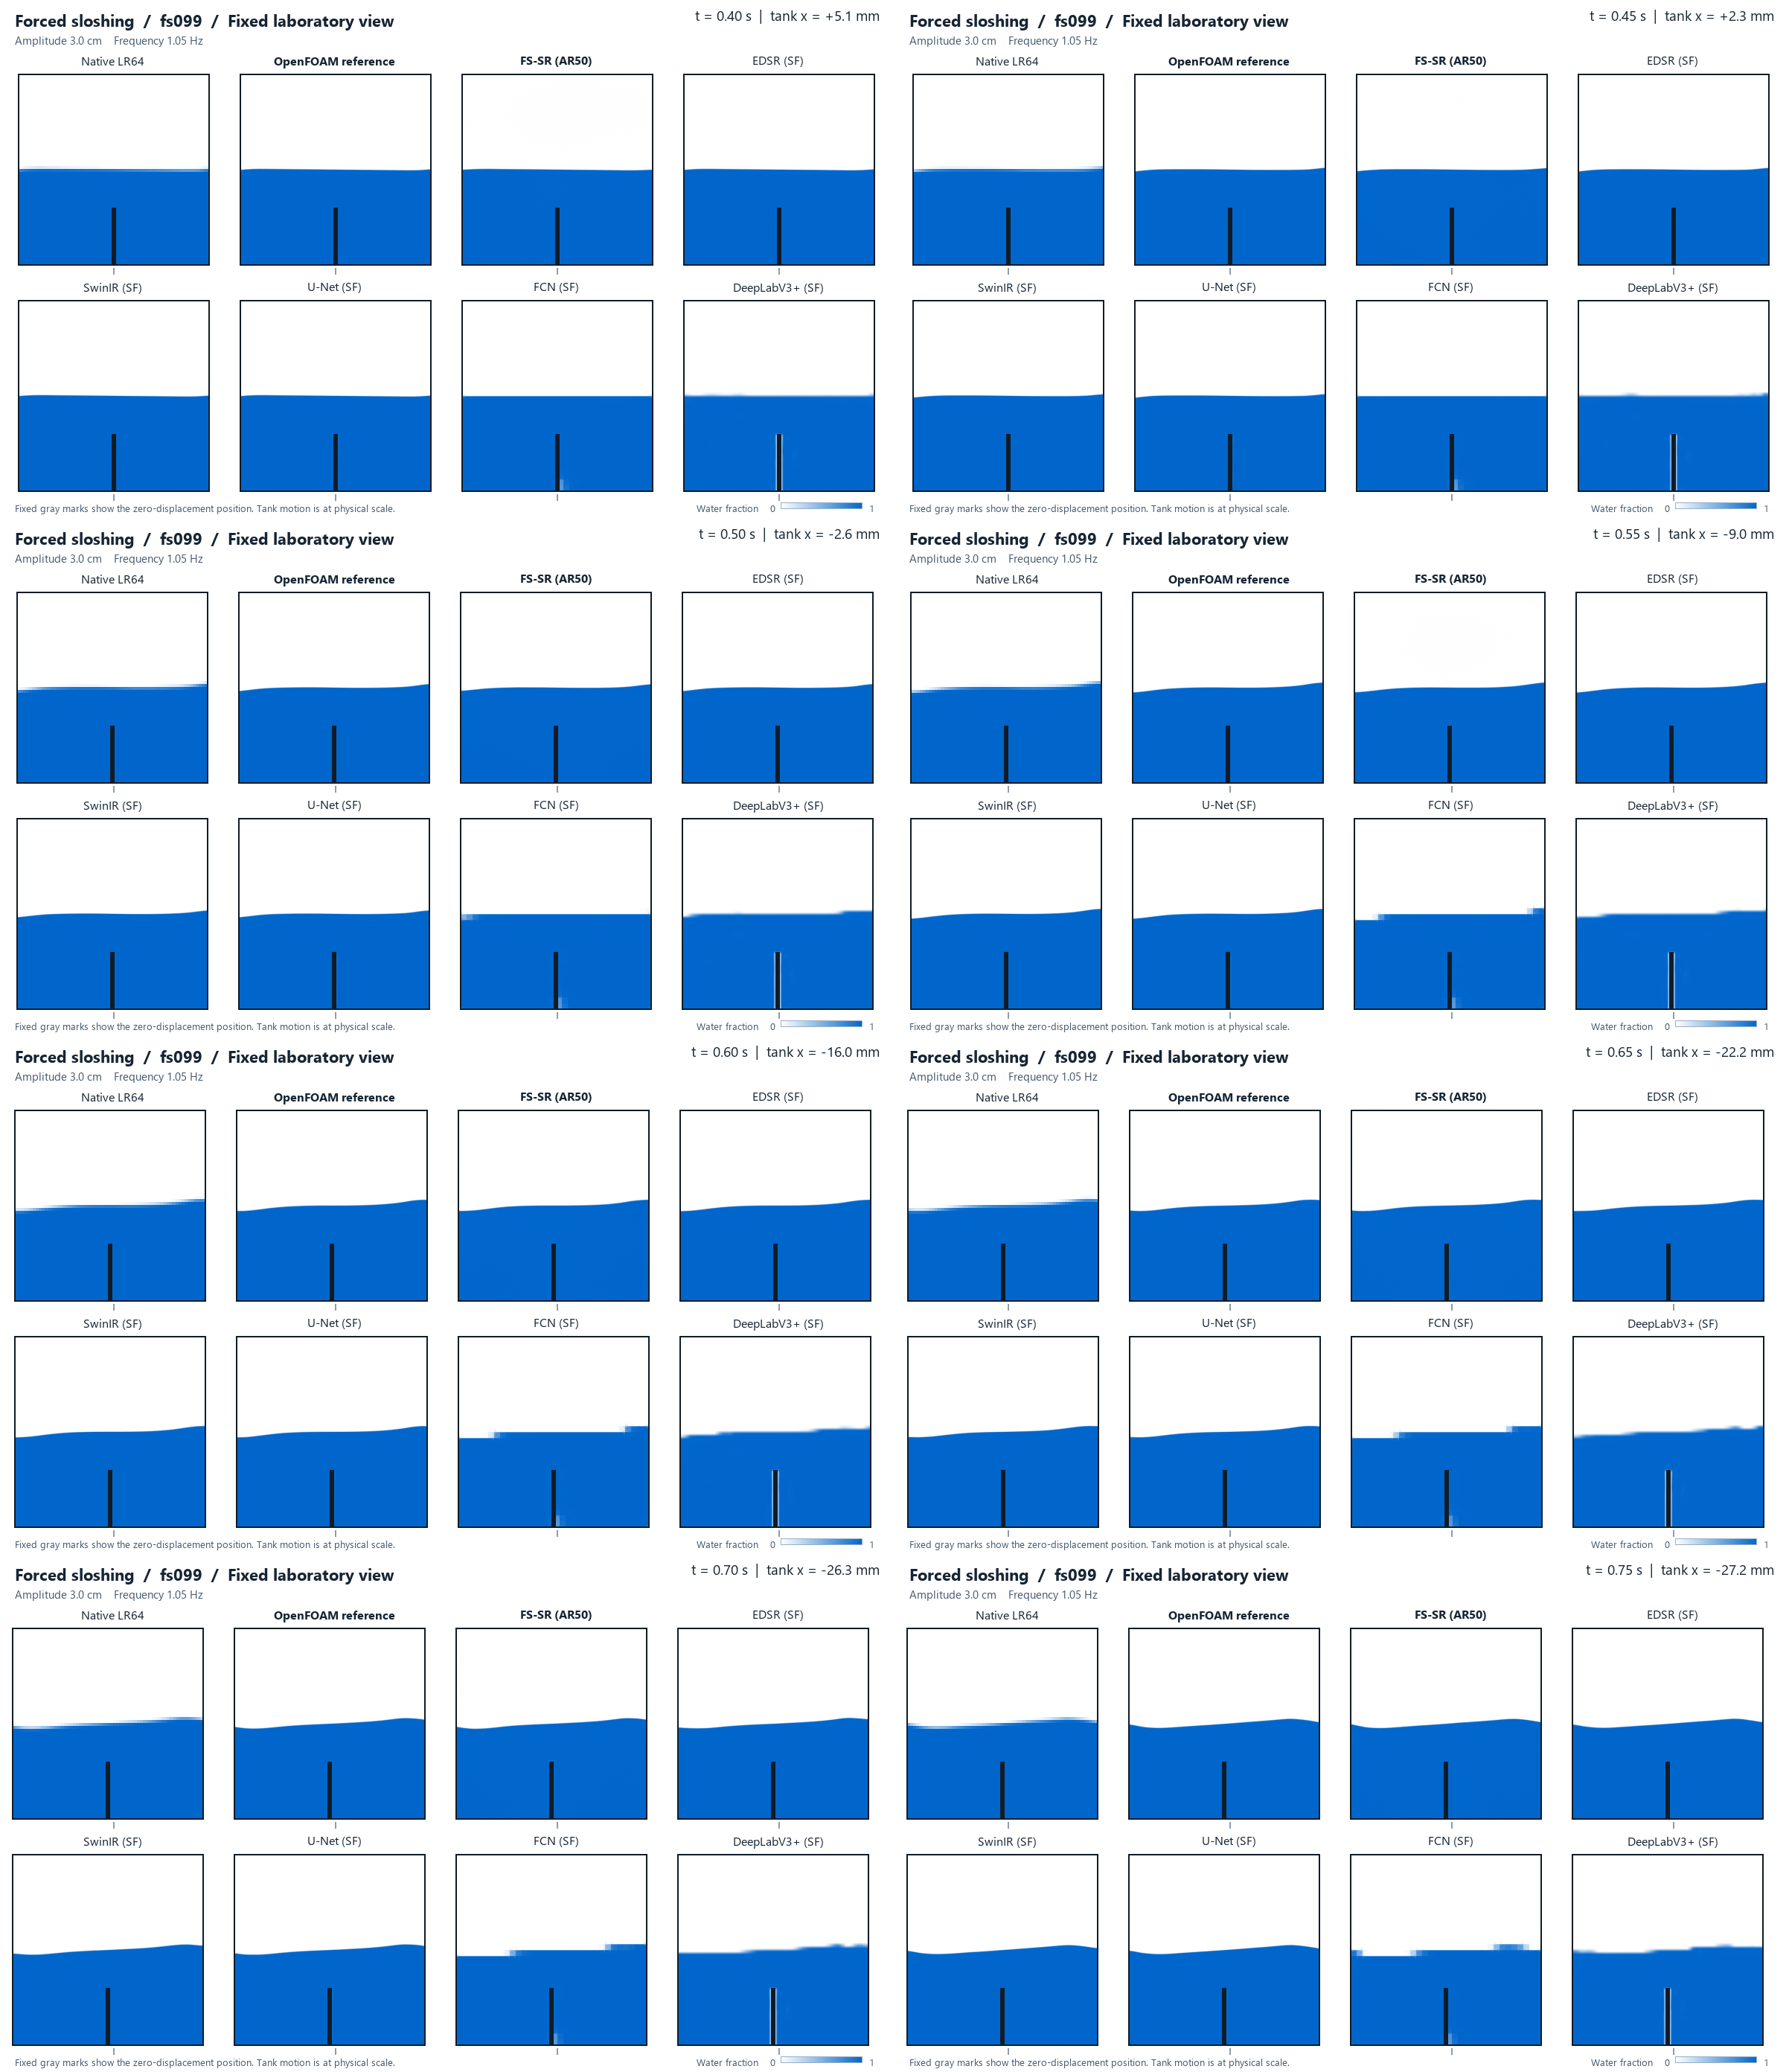 Forced sloshing / fs099 / Fixed laboratory view
t = 0.40 s | tank x = +5.1 mm
Amplitude 3.0 cm Frequency 1.05 Hz
Native LR64
OpenFOAM reference
FS-SR (AR50)
EDSR (SF)
SwinIR (SF)
U-Net (SF)
FCN (SF)
DeepLabV3+ (SF)
Fixed gray marks show the zero-displacement position. Tank motion is at physical scale.
Water fraction 0 1
Forced sloshing / fs099 / Fixed laboratory view
t = 0.45 s | tank x = +2.3 mm
Amplitude 3.0 cm Frequency 1.05 Hz
Native LR64
OpenFOAM reference
FS-SR (AR50)
EDSR (SF)
SwinIR (SF)
U-Net (SF)
FCN (SF)
DeepLabV3+ (SF)
Fixed gray marks show the zero-displacement position. Tank motion is at physical scale.
Water fraction 0 1
Forced sloshing / fs099 / Fixed laboratory view
t = 0.50 s | tank x = -2.6 mm
Amplitude 3.0 cm Frequency 1.05 Hz
Native LR64
OpenFOAM reference
FS-SR (AR50)
EDSR (SF)
SwinIR (SF)
U-Net (SF)
FCN (SF)
DeepLabV3+ (SF)
Fixed gray marks show the zero-displacement position. Tank motion is at physical scale.
Water fraction 0 1
Forced sloshing / fs099 / Fixed laboratory view
t = 0.55 s | tank x = -9.0 mm
Amplitude 3.0 cm Frequency 1.05 Hz
Native LR64
OpenFOAM reference
FS-SR (AR50)
EDSR (SF)
SwinIR (SF)
U-Net (SF)
FCN (SF)
DeepLabV3+ (SF)
Fixed gray marks show the zero-displacement position. Tank motion is at physical scale.
Water fraction 0 1
Forced sloshing / fs099 / Fixed laboratory view
t = 0.60 s | tank x = -16.0 mm
Amplitude 3.0 cm Frequency 1.05 Hz
Native LR64
OpenFOAM reference
FS-SR (AR50)
EDSR (SF)
SwinIR (SF)
U-Net (SF)
FCN (SF)
DeepLabV3+ (SF)
Fixed gray marks show the zero-displacement position. Tank motion is at physical scale.
Water fraction 0 1
Forced sloshing / fs099 / Fixed laboratory view
t = 0.65 s | tank x = -22.2 mm
Amplitude 3.0 cm Frequency 1.05 Hz
Native LR64
OpenFOAM reference
FS-SR (AR50)
EDSR (SF)
SwinIR (SF)
U-Net (SF)
FCN (SF)
DeepLabV3+ (SF)
Fixed gray marks show the zero-displacement position. Tank motion is at physical scale.
Water fraction 0 1
Forced sloshing / fs099 / Fixed laboratory view
t = 0.70 s | tank x = -26.3 mm
Amplitude 3.0 cm Frequency 1.05 Hz
Native LR64
OpenFOAM reference
FS-SR (AR50)
EDSR (SF)
SwinIR (SF)
U-Net (SF)
FCN (SF)
DeepLabV3+ (SF)
Fixed gray marks show the zero-displacement position. Tank motion is at physical scale.
Water fraction 0 1
Forced sloshing / fs099 / Fixed laboratory view
t = 0.75 s | tank x = -27.2 mm
Amplitude 3.0 cm Frequency 1.05 Hz
Native LR64
OpenFOAM reference
FS-SR (AR50)
EDSR (SF)
SwinIR (SF)
U-Net (SF)
FCN (SF)
DeepLabV3+ (SF)
Fixed gray marks show the zero-displacement position. Tank motion is at physical scale.
Water fraction 0 1